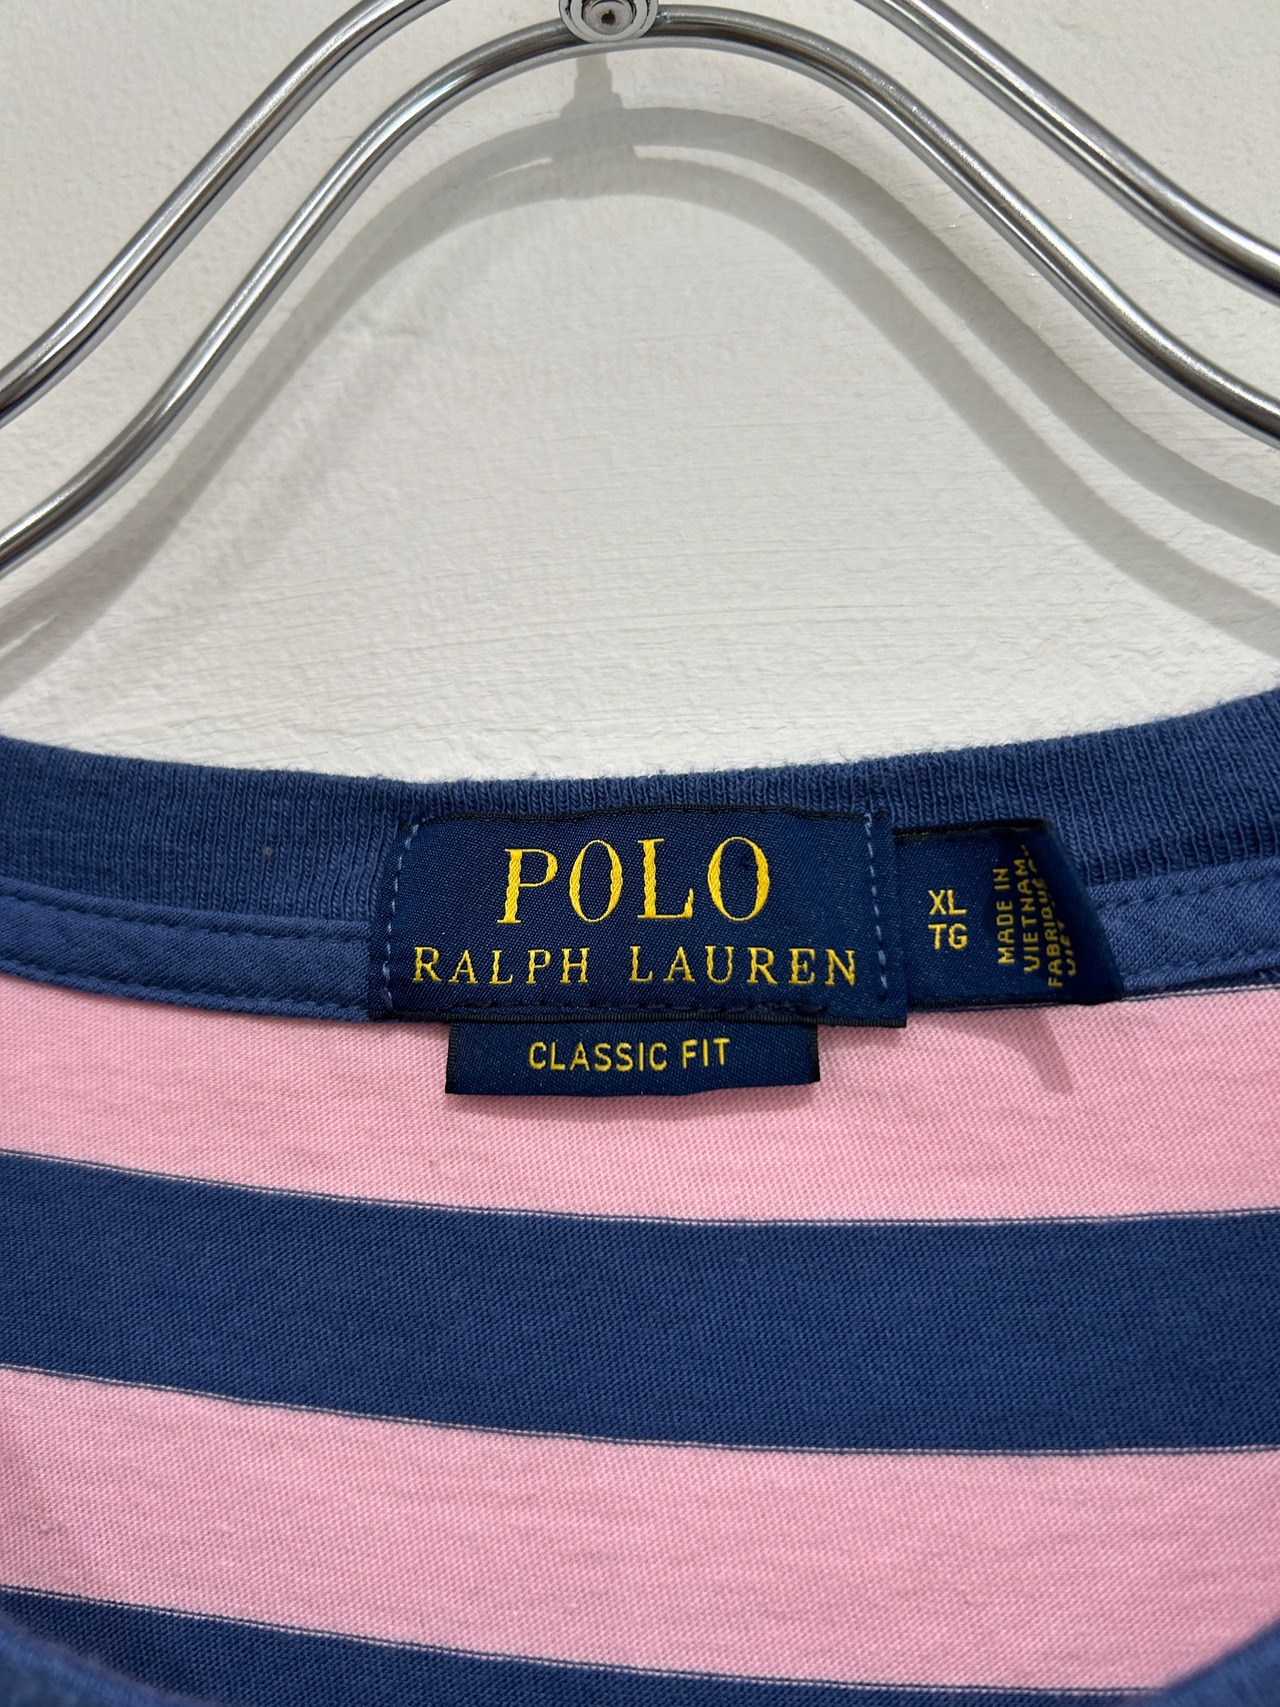 POLO
RALPH LAUREN
CLASSIC FIT
XL
TG
MADE IN
VIETNAM